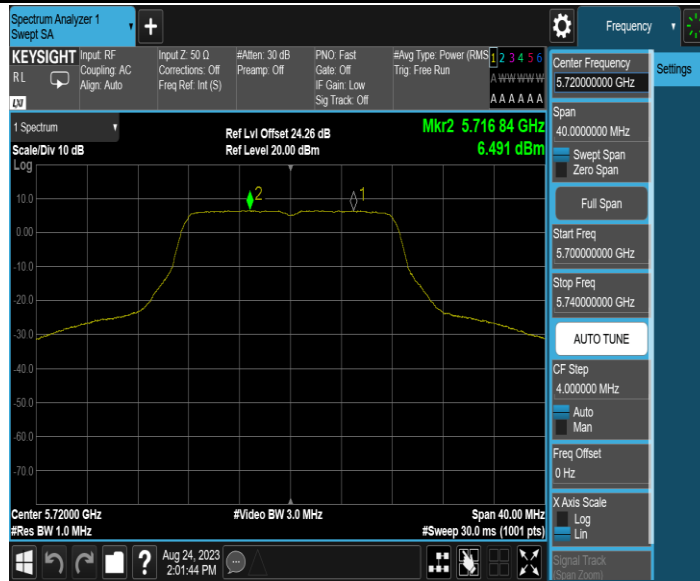 Spectrum Analyzer 1
Swept SA
+
Frequency
KEYSIGHT
RL
LXI
Input: RF
Coupling: AC
Align: Auto
Input Z: 50 Ω
Corrections: Off
Freq Ref: Int (S)
#Atten: 30 dB
Preamp: Off
PNO: Fast
Gate: Off
IF Gain: Low
Sig Track: Off
#Avg Type: Power (RMS
Trig: Free Run
1 2 3 4 5 6
A W W W W W
A A A A A A
1 Spectrum
Scale/Div 10 dB
Log
Ref Lvl Offset 24.26 dB
Ref Level 20.00 dBm
Mkr2 5.716 84 GHz
6.491 dBm
2
1
10.0
0.00
-10.0
-20.0
-30.0
-40.0
-50.0
-60.0
-70.0
Center 5.72000 GHz
#Res BW 1.0 MHz
#Video BW 3.0 MHz
Span 40.00 MHz
#Sweep 30.0 ms (1001 pts)
?
Aug 24, 2023
2:01:44 PM
Center Frequency
5.720000000 GHz
Settings
Span
40.0000000 MHz
Swept Span
Zero Span
Full Span
Start Freq
5.700000000 GHz
Stop Freq
5.740000000 GHz
AUTO TUNE
CF Step
4.000000 MHz
Auto
Man
Freq Offset
0 Hz
X Axis Scale
Log
Lin
Signal Track
(Span Zoom)